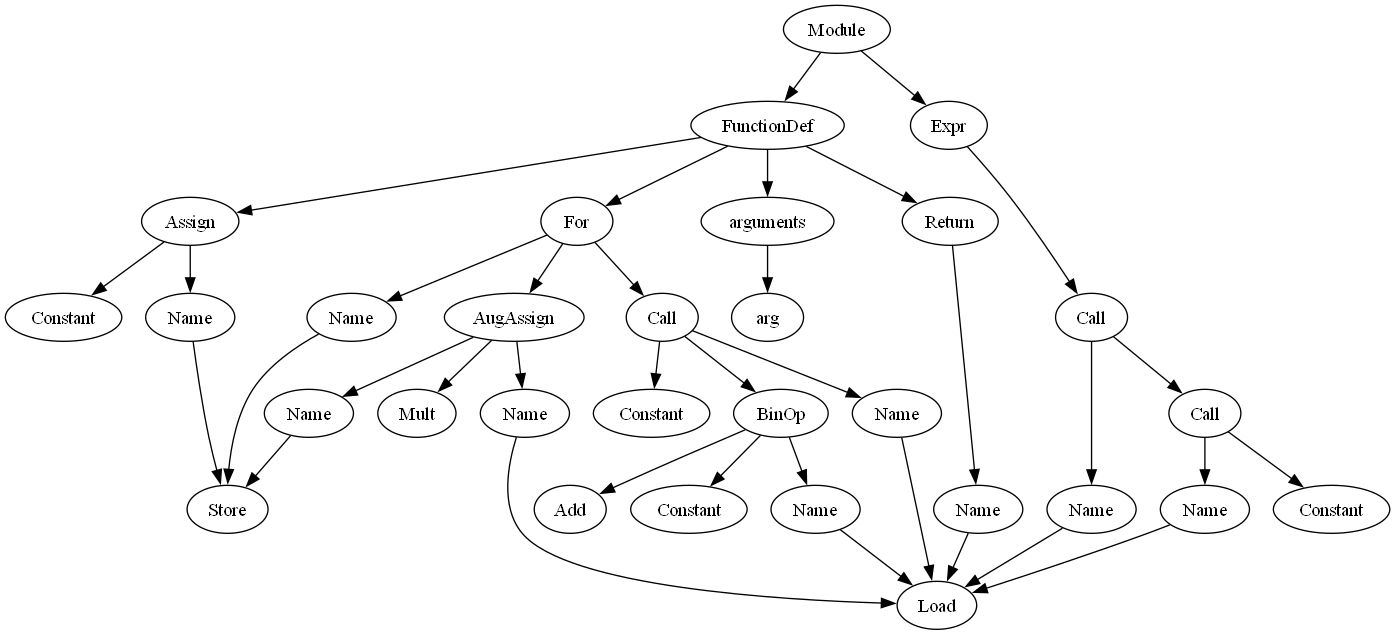 Module
FunctionDef
Expr
Assign
For
arguments
Return
Constant
Name
Name
AugAssign
Call
arg
Call
Name
Mult
Name
Constant
BinOp
Name
Call
Store
Add
Constant
Name
Name
Name
Name
Constant
Load